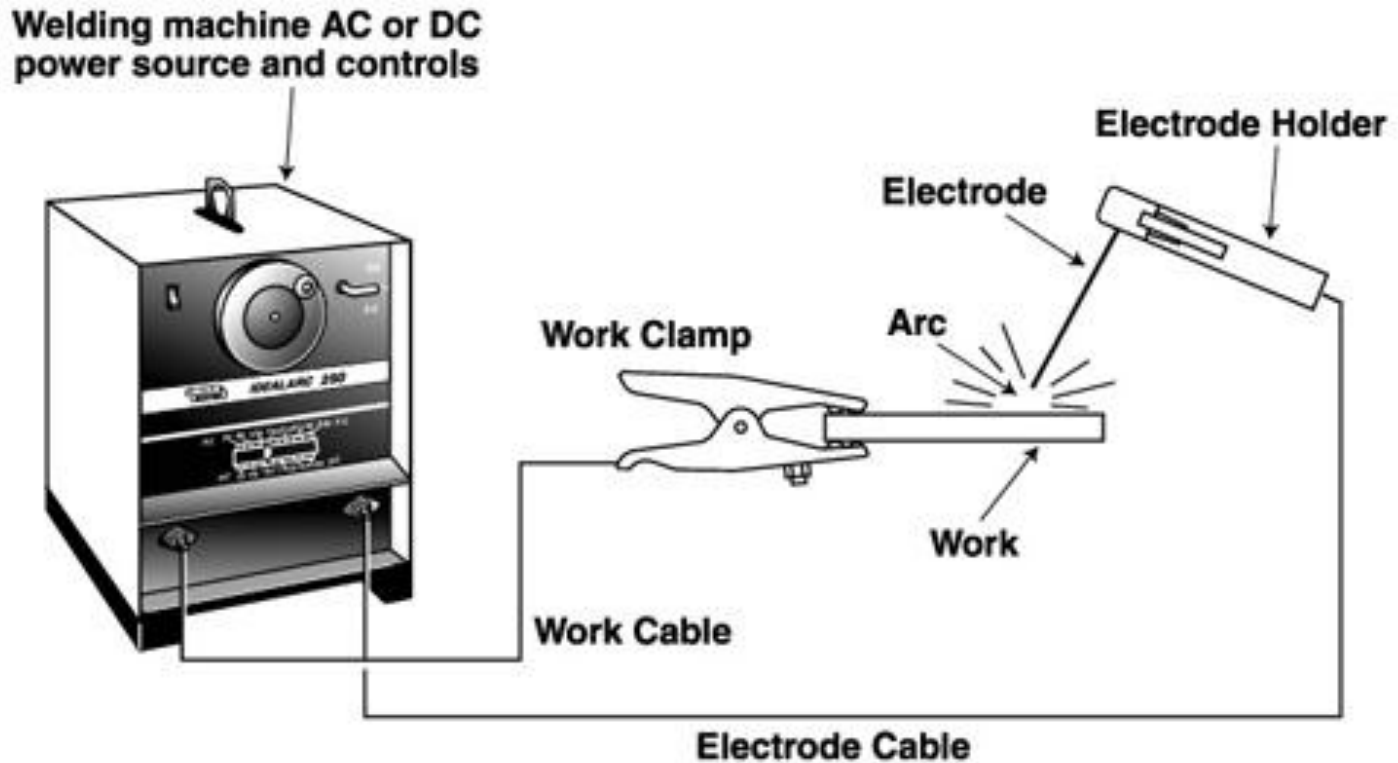 Welding machine AC or DC
power source and controls
Electrode Holder
Electrode
Arc
Work Clamp
IDEALARC 250
Work
Work Cable
Electrode Cable